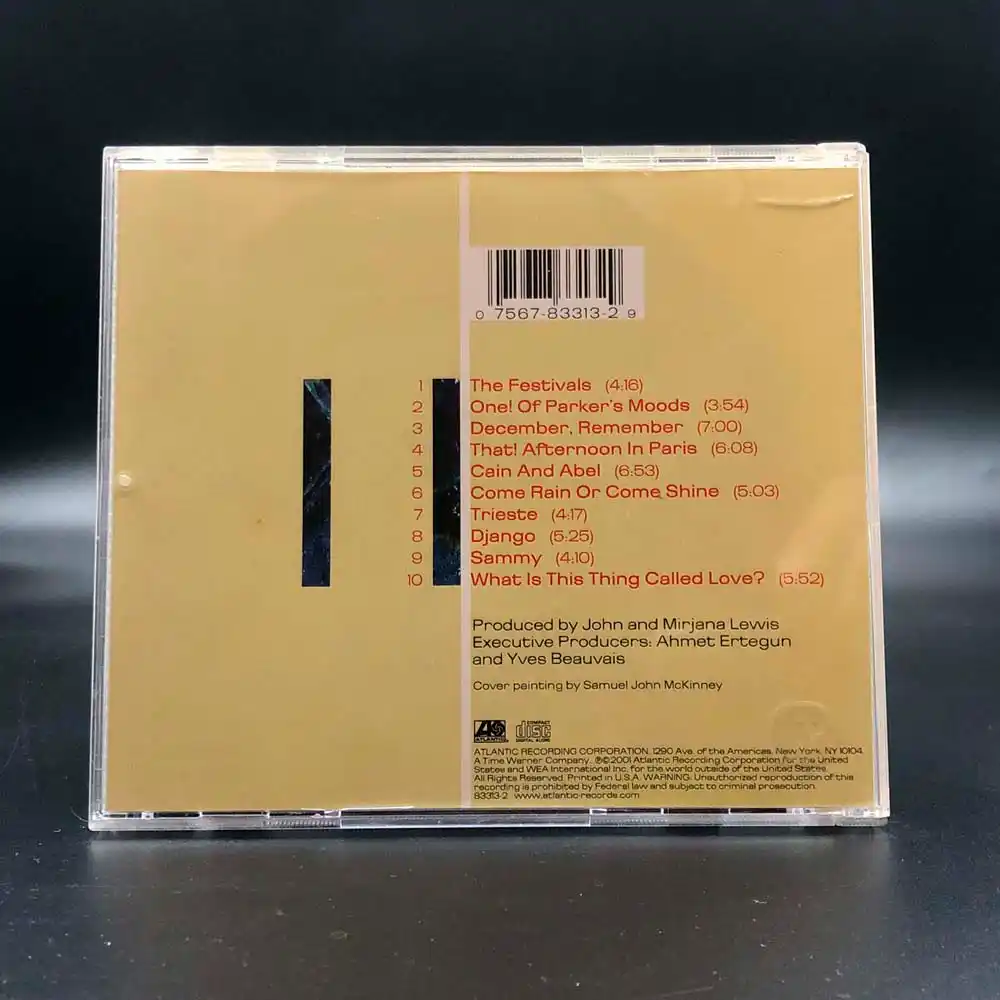 0 7567-83313-2 9
1 The Festivals (4:16)
2 One! Of Parker's Moods (3:54)
3 December, Remember (7:00)
4 That! Afternoon In Paris (6:08)
5 Cain And Abel (6:53)
6 Come Rain Or Come Shine (5:03)
7 Trieste (4:17)
8 Django (5:25)
9 Sammy (4:10)
10 What Is This Thing Called Love? (5:52)
Produced by John and Mirjana Lewis
Executive Producers: Ahmet Ertegun
and Yves Beauvais
Cover painting by Samuel John McKinney
ATLANTIC
COMPACT
disc
DIGITAL AUDIO
ATLANTIC RECORDING CORPORATION, 1290 Ave. of the Americas, New York, NY 10104.
A Time Warner Company. ℗©2001 Atlantic Recording Corporation for the United
States and WEA International Inc. for the world outside of the United States.
All Rights Reserved. Printed in U.S.A. WARNING: Unauthorized reproduction of this
recording is prohibited by Federal law and subject to criminal prosecution.
83313-2 www.atlantic-records.com